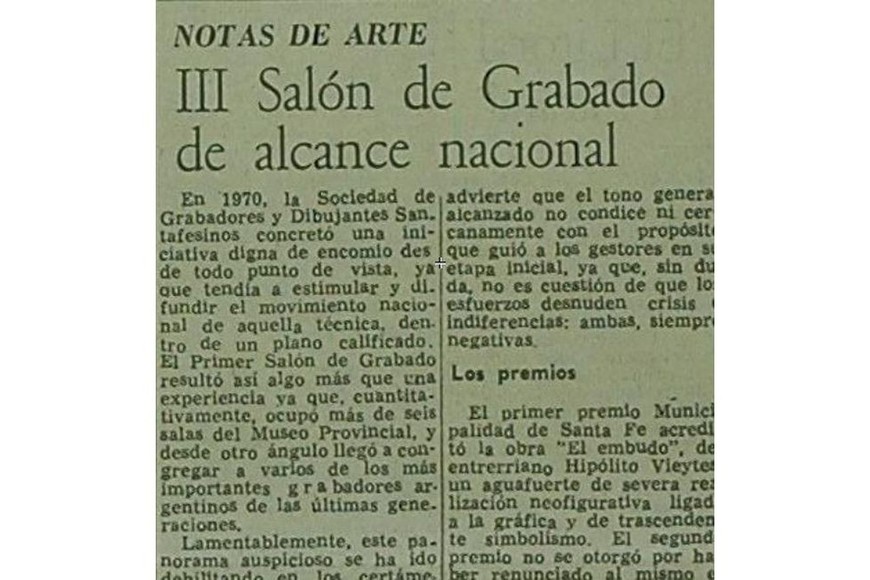 NOTAS DE ARTE
III Salón de Grabado
de alcance nacional
En 1970, la Sociedad de
Grabadores y Dibujantes San-
tafesinos concretó una ini-
ciativa digna de encomio des
de todo punto de vista, ya
que tendía a estimular y di-
fundir el movimiento nacio-
nal de aquella técnica, den-
tro de un plano calificado.
El Primer Salón de Grabado
resultó así algo más que una
experiencia ya que, cuantita-
tivamente, ocupó más de seis
salas del Museo Provincial, y
desde otro ángulo llegó a con-
gregar a varios de los más
importantes grabadores ar-
gentinos de las últimas gene-
raciones.
Lamentablemente, este pa-
norama auspicioso se ha ido
debilitando en los certáme-
advierte que el tono genera
alcanzado no condice ni cer
canamente con el propósit
que guió a los gestores en s
etapa inicial, ya que, sin du
da, no es cuestión de que lo
esfuerzos desnuden crisis
indiferencias: ambas, siempr
negativas.
Los premios
El primer premio Munici
palidad de Santa Fe acredi
tó la obra "El embudo", de
entrerriano Hipólito Vieyte
un aguafuerte de severa rea
lización neofigurativa ligad
a la gráfica y de trascenden
te simbolismo. El segund
premio no se otorgó por ha
ber renunciado al mismo e